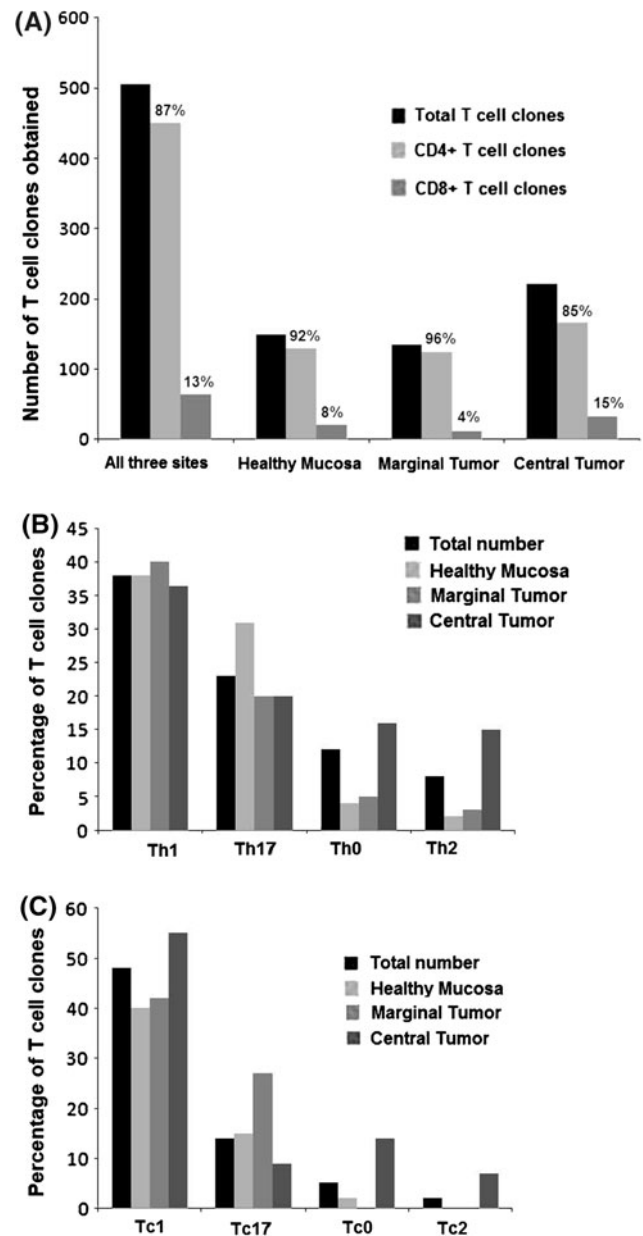 (A)
Number of T cell clones obtained
600
500
400
300
200
100
0
87%
13%
92%
8%
96%
4%
85%
15%
Total T cell clones
CD4+ T cell clones
CD8+ T cell clones
All three sites Healthy Mucosa Marginal Tumor Central Tumor
(B)
Percentage of T cell clones
45
40
35
30
25
20
15
10
5
0
Total number
Healthy Mucosa
Marginal Tumor
Central Tumor
Th1 Th17 Th0 Th2
(C)
Percentage of T cell clones
60
50
40
30
20
10
0
Total number
Healthy Mucosa
Marginal Tumor
Central Tumor
Tc1 Tc17 Tc0 Tc2